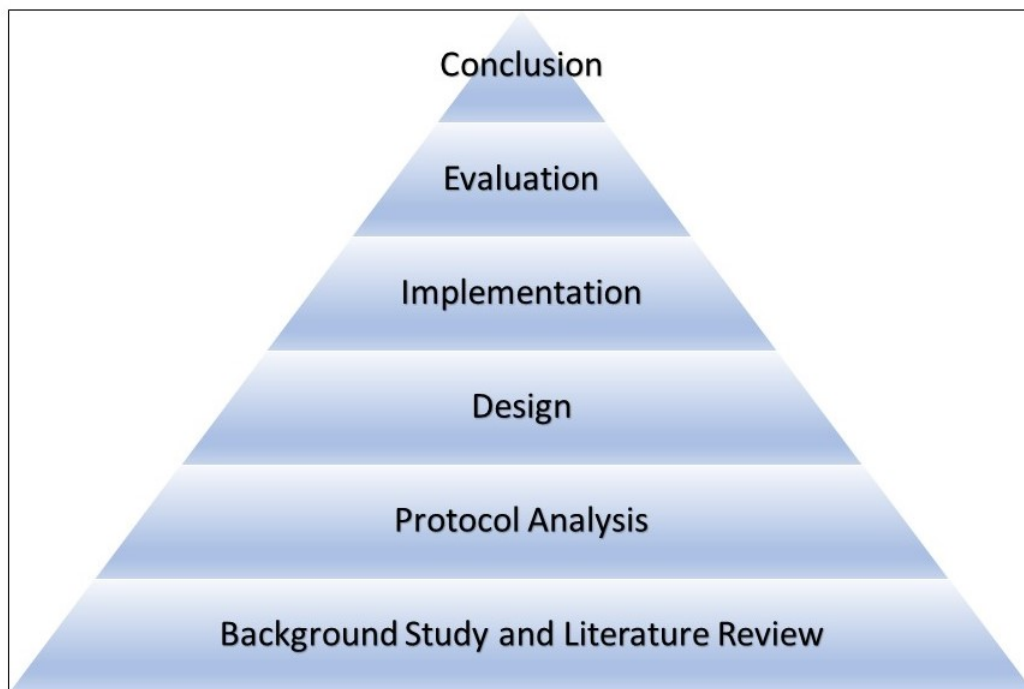 Conclusion
Evaluation
Implementation
Design
Protocol Analysis
Background Study and Literature Review